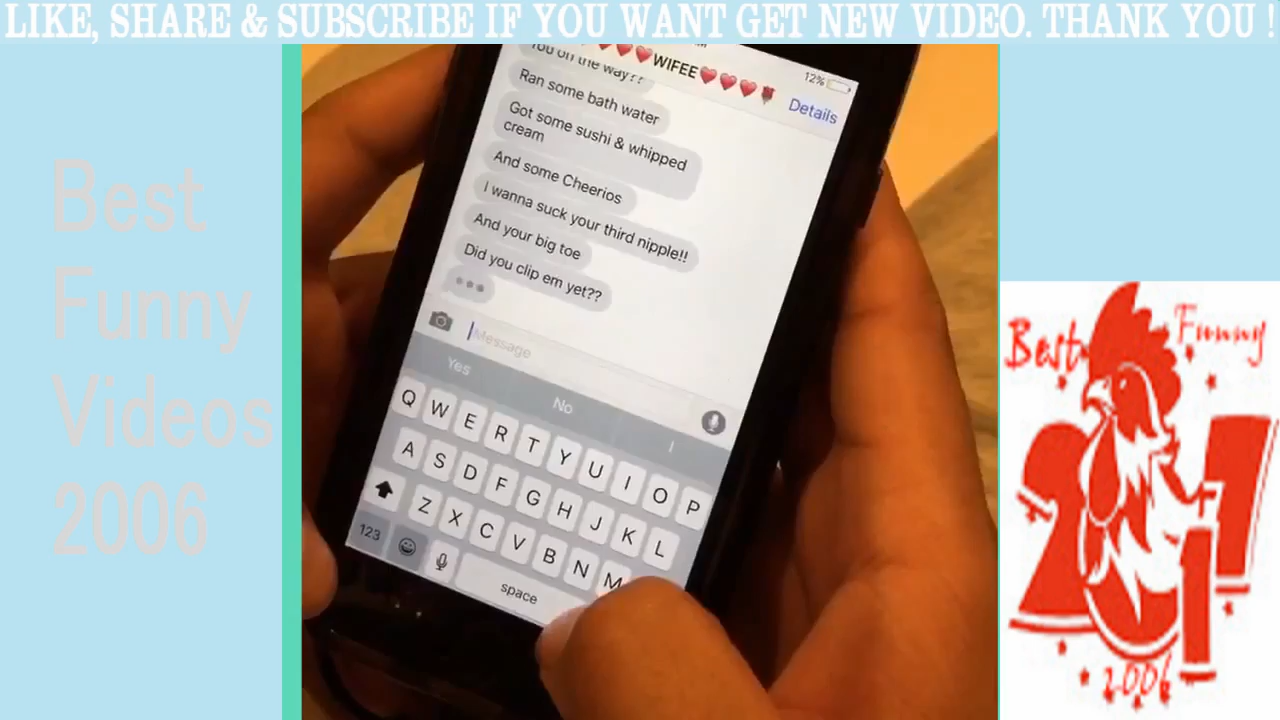 LIKE, SHARE & SUBSCRIBE IF YOU WANT GET NEW VIDEO. THANK YOU !
Best
Funny
Videos
2006
WIFEE
12%
Details
You on the way??
Ran some bath water
Got some sushi & whipped
cream
And some Cheerios
I wanna suck your third nipple!!
And your big toe
Did you clip em yet??
Message
Yes
No
I
Q W E R T Y U I O P
A S D F G H J K L
Z X C V B N M
123
space
Best Funny
2017
2006